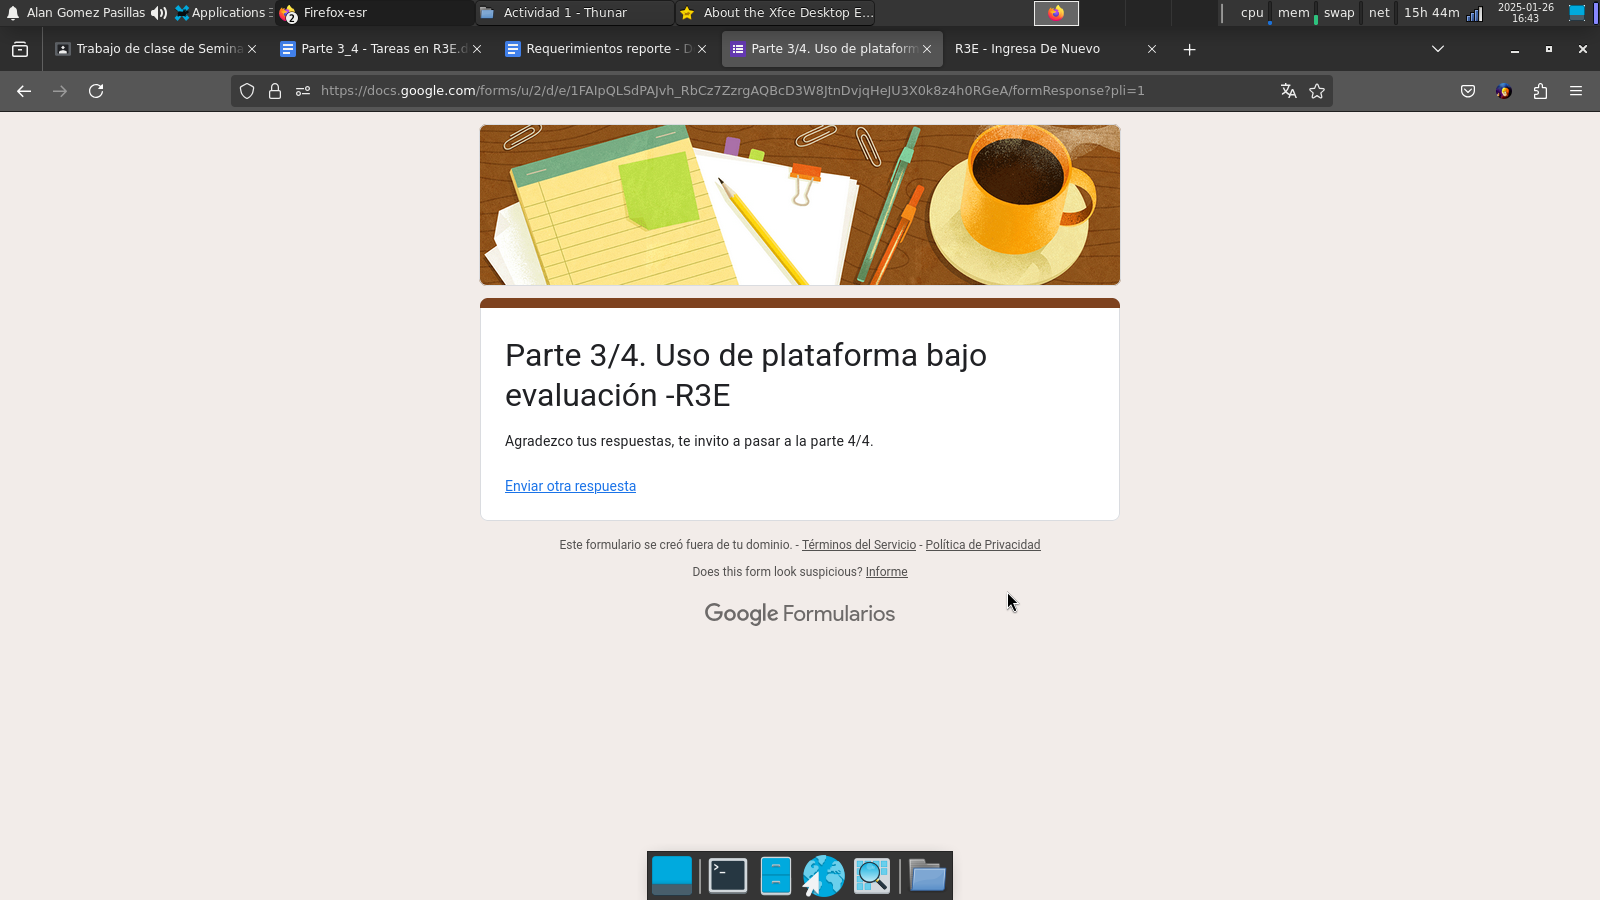 Alan Gomez Pasillas
Applications
Firefox-esr
2
Actividad 1 - Thunar
About the Xfce Desktop E...
cpu
mem
swap
net
15h 44m
2025-01-26
16:43
Trabajo de clase de Semina
Parte 3_4 - Tareas en R3E.d
Requerimientos reporte - D
Parte 3/4. Uso de plataform
R3E - Ingresa De Nuevo
https://docs.google.com/forms/u/2/d/e/1FAIpQLSdPAJvh_RbCz7ZzrgAQBcD3W8JtnDvjqHeJU3X0k8z4h0RGeA/formResponse?pli=1
Parte 3/4. Uso de plataforma bajo
evaluación -R3E
Agradezco tus respuestas, te invito a pasar a la parte 4/4.
Enviar otra respuesta
Este formulario se creó fuera de tu dominio. - Términos del Servicio - Política de Privacidad
Does this form look suspicious? Informe
Google Formularios